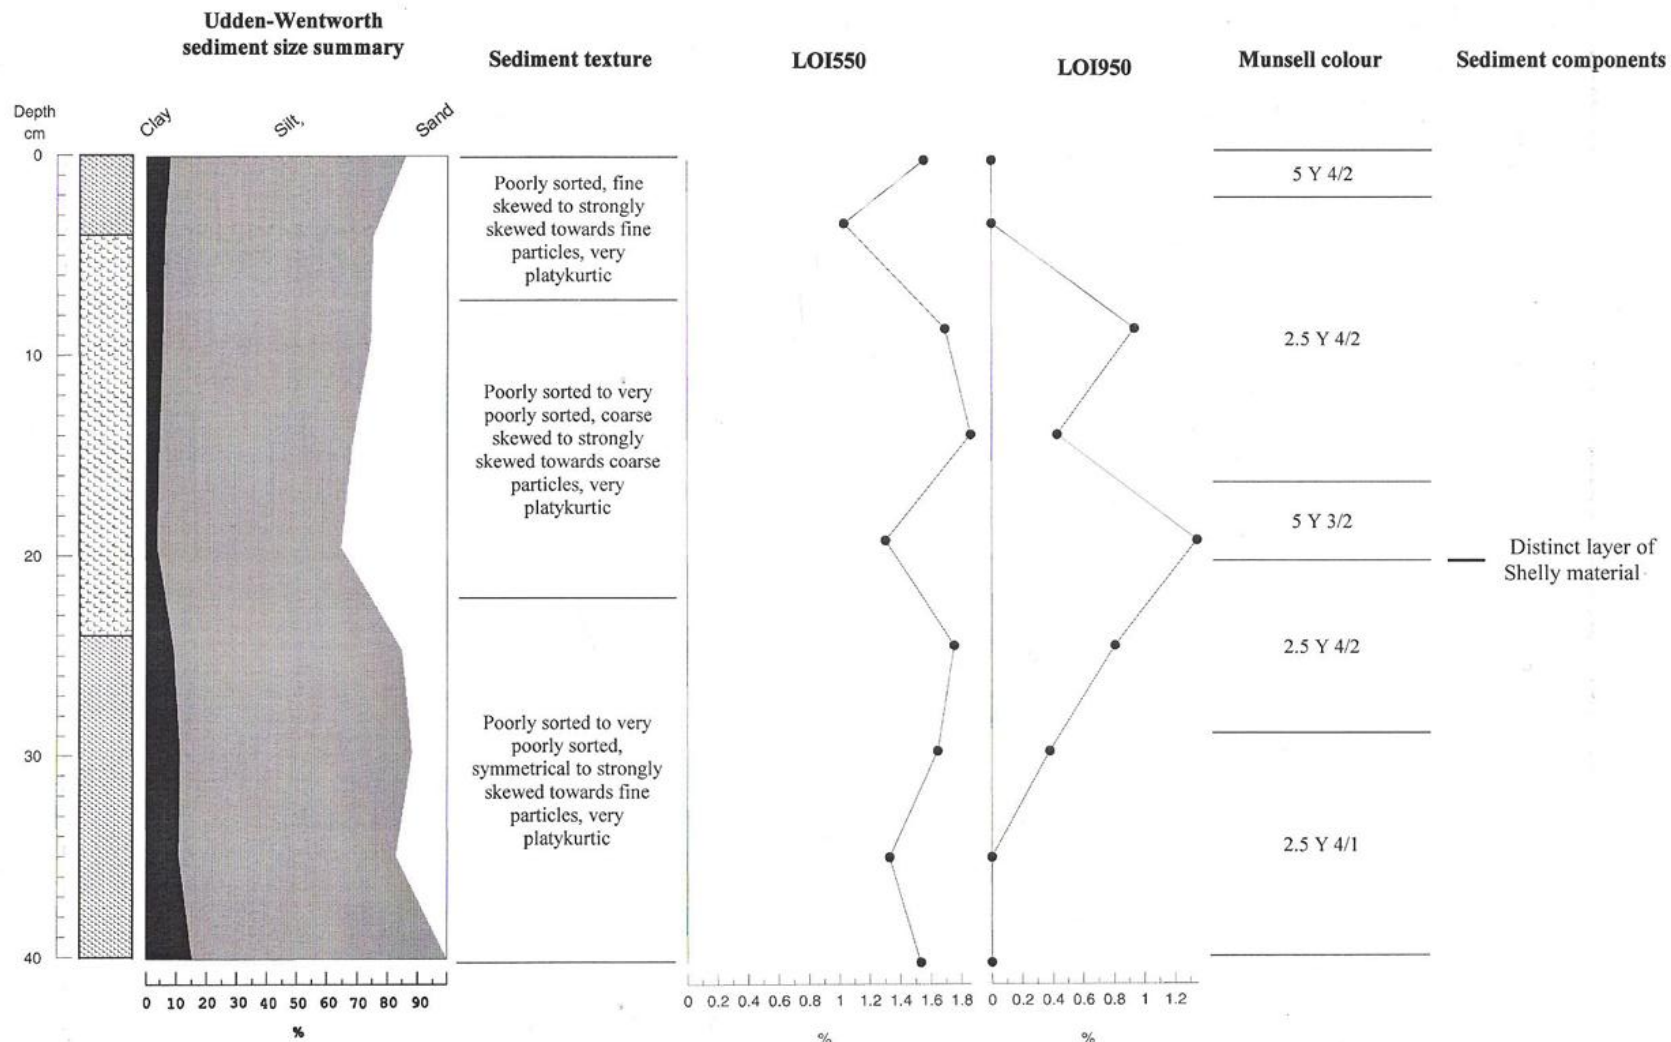 Udden-Wentworth
sediment size summary
Sediment texture
LOI550
LOI950
Munsell colour
Sediment components
Depth
cm
Clay
Silt,
Sand
0
10
20
30
40
Poorly sorted, fine
skewed to strongly
skewed towards fine
particles, very
platykurtic
Poorly sorted to very
poorly sorted, coarse
skewed to strongly
skewed towards coarse
particles, very
platykurtic
Poorly sorted to very
poorly sorted,
symmetrical to strongly
skewed towards fine
particles, very
platykurtic
5 Y 4/2
2.5 Y 4/2
5 Y 3/2
2.5 Y 4/2
2.5 Y 4/1
Distinct layer of
Shelly material
0 10 20 30 40 50 60 70 80 90
%
0 0.2 0.4 0.6 0.8 1 1.2 1.4 1.6 1.8
%
0 0.2 0.4 0.6 0.8 1 1.2
%